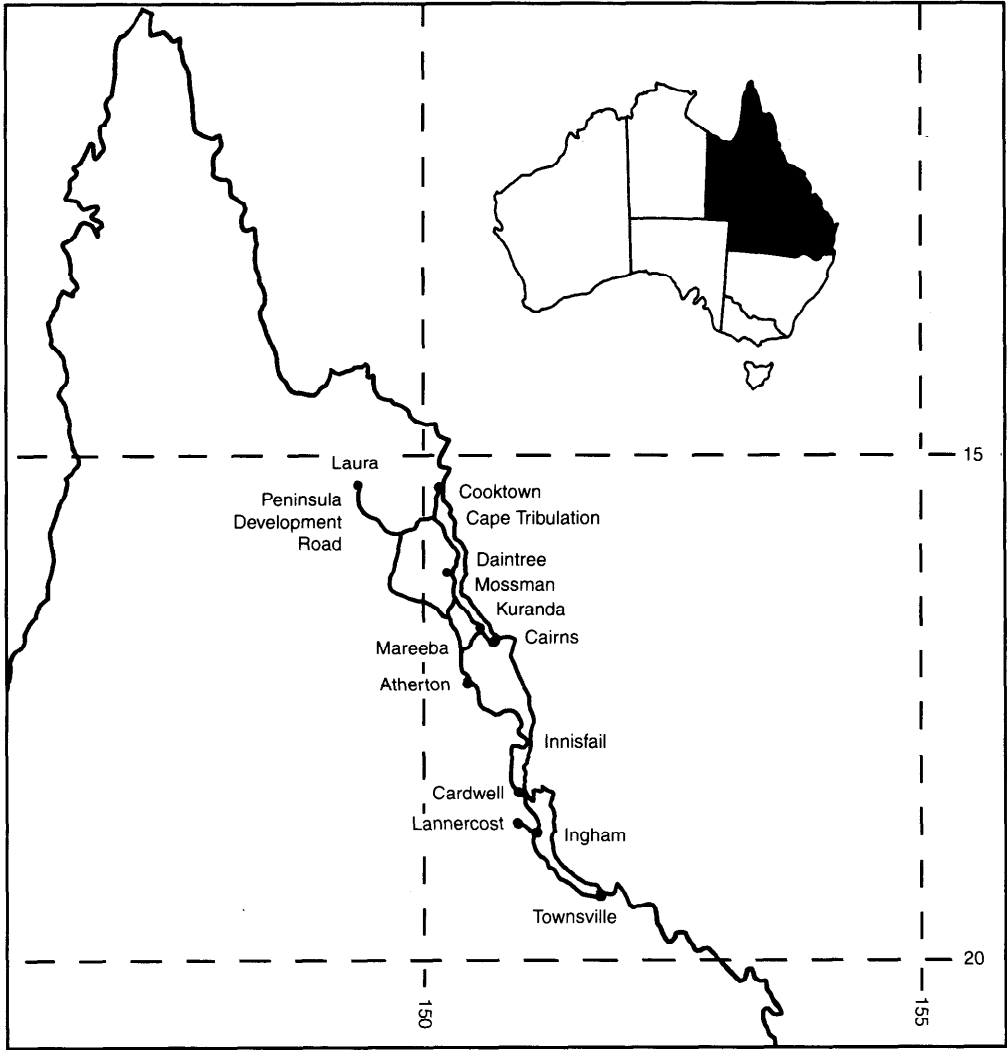 15
Laura
Peninsula
Development
Road
Cooktown
Cape Tribulation
Daintree
Mossman
Kuranda
Cairns
Mareeba
Atherton
Innisfail
Cardwell
Lannercost
Ingham
Townsville
20
150
155